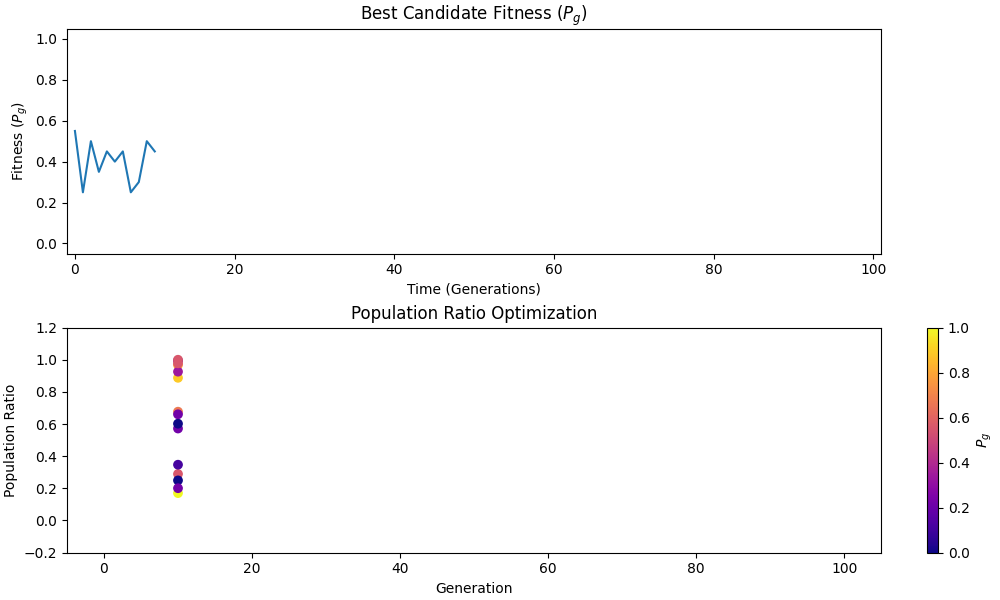 Best Candidate Fitness (P_g)
1.0
0.8
0.6
0.4
0.2
0.0
Fitness (P_g)
0 20 40 60 80 100
Time (Generations)
Population Ratio Optimization
1.2
1.0
0.8
0.6
0.4
0.2
0.0
−0.2
Population Ratio
0 20 40 60 80 100
Generation
1.0
0.8
0.6
0.4
0.2
0.0
P_g